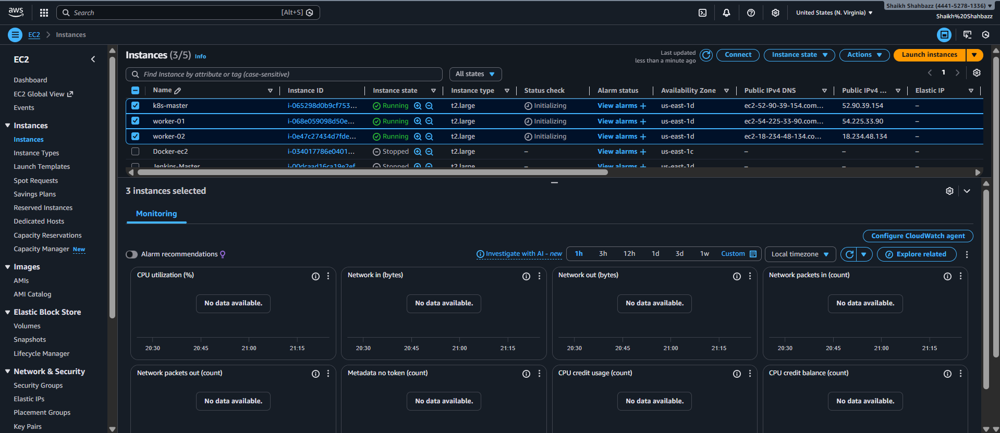 aws
Search [Alt+S]
United States (N. Virginia)
Shaikh Shahbazz (4441-5278-1336)
Shaikh%20Shahbazz
EC2 Instances
EC2
Dashboard
EC2 Global View
Events
Instances
Instances
Instance Types
Launch Templates
Spot Requests
Savings Plans
Reserved Instances
Dedicated Hosts
Capacity Reservations
Capacity Manager New
Images
AMIs
AMI Catalog
Elastic Block Store
Volumes
Snapshots
Lifecycle Manager
Network & Security
Security Groups
Elastic IPs
Placement Groups
Key Pairs
Instances (3/5) Info
Last updated
less than a minute ago
Connect Instance state Actions Launch instances
Find Instance by attribute or tag (case-sensitive) All states 1
Name Instance ID Instance state Instance type Status check Alarm status Availability Zone Public IPv4 DNS Public IPv4 ... Elastic IP
k8s-master i-065298d0b9cf753... Running t2.large Initializing View alarms + us-east-1d ec2-52-90-39-154.com... 52.90.39.154 –
worker-01 i-068e059098d50e... Running t2.large Initializing View alarms + us-east-1d ec2-54-225-33-90.com... 54.225.33.90 –
worker-02 i-0e47c27434d7fde... Running t2.large Initializing View alarms + us-east-1d ec2-18-234-48-134.co... 18.234.48.134 –
Docker-ec2 i-034017786e0401... Stopped t2.large – View alarms + us-east-1c – – –
Jenkins-Master i-00dcaad16ca19e2ef Stopped t2.large – View alarms + us-east-1d – – –
3 instances selected
Monitoring
Configure CloudWatch agent
Alarm recommendations Investigate with AI - new 1h 3h 12h 1d 3d 1w Custom Local timezone Explore related
CPU utilization (%) Network in (bytes) Network out (bytes) Network packets in (count)
No data available. No data available. No data available. No data available.
20:30 20:45 21:00 21:15 20:30 20:45 21:00 21:15 20:30 20:45 21:00 21:15 20:30 20:45 21:00 21:15
Network packets out (count) Metadata no token (count) CPU credit usage (count) CPU credit balance (count)
No data available. No data available. No data available. No data available.